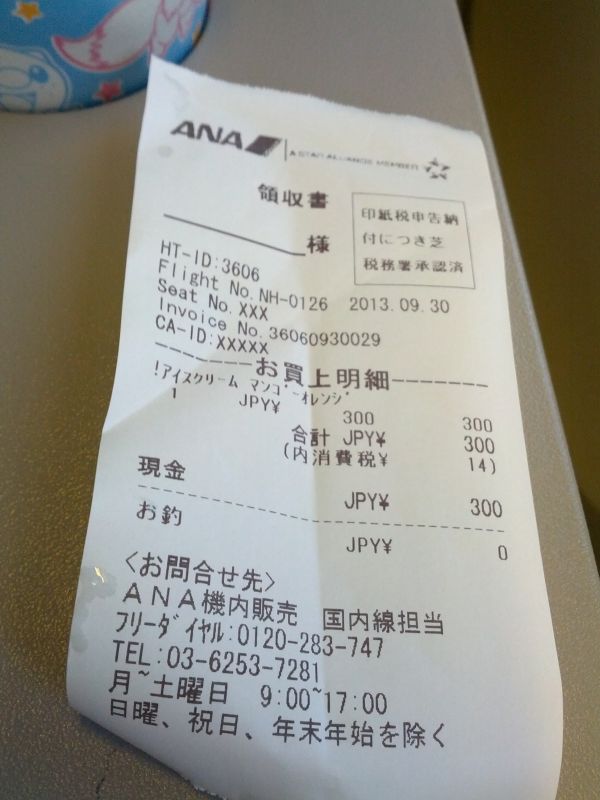 ANA
A STAR ALLIANCE MEMBER
領収書
印紙税申告納
付につき芝
税務署承認済
様
HT-ID:3606
Flight No.NH-0126 2013.09.30
Seat No.XXX
Invoice No.36060930029
CA-ID:XXXXX
お買上明細
!アイスクリーム マンゴーオレンジ
1 JPY¥ 300 300
合計 JPY¥ 300
(内消費税¥ 14)
現金 JPY¥ 300
お釣 JPY¥ 0
<お問合せ先>
ANA機内販売 国内線担当
フリーダイヤル:0120-283-747
TEL:03-6253-7281
月~土曜日 9:00~17:00
日曜、祝日、年末年始を除く